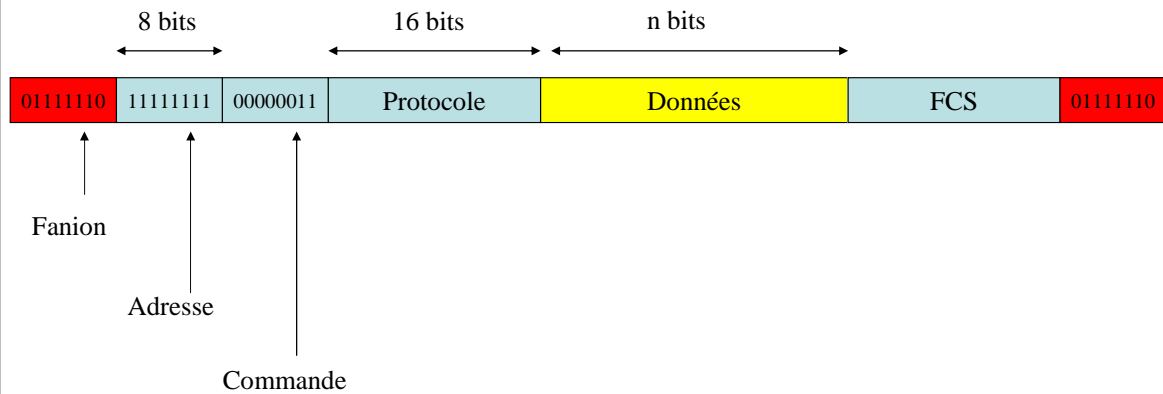 8 bits 16 bits n bits
01111110 11111111 00000011 Protocole Données FCS 01111110
Fanion
Adresse
Commande